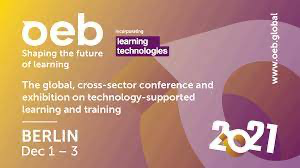 oeb
incorporating
learning
technologies
Shaping the future
of learning
www.oeb.global
The global, cross-sector conference and
exhibition on technology-supported
learning and training
BERLIN
Dec 1 – 3
2021